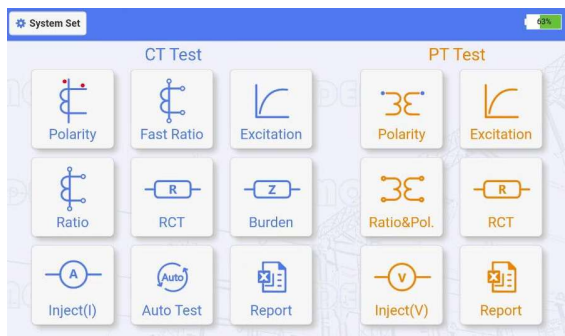 System Set
63%
CT Test
PT Test
Polarity
Fast Ratio
Excitation
Polarity
Excitation
Ratio
R
RCT
Z
Burden
Ratio&Pol.
R
RCT
A
Inject(I)
Auto
Auto Test
X
Report
V
Inject(V)
X
Report